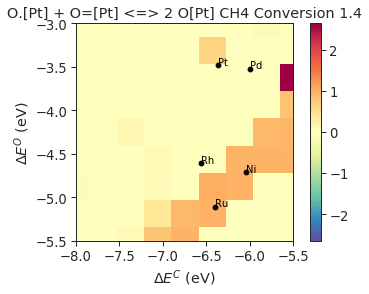 O.[Pt] + O=[Pt] <=> 2 O[Pt] CH4 Conversion 1.4
−3.0
−3.5
−4.0
−4.5
−5.0
−5.5
ΔE^O (eV)
Pt
Pd
Rh
Ni
Ru
−8.0 −7.5 −7.0 −6.5 −6.0 −5.5
ΔE^C (eV)
2
1
0
−1
−2